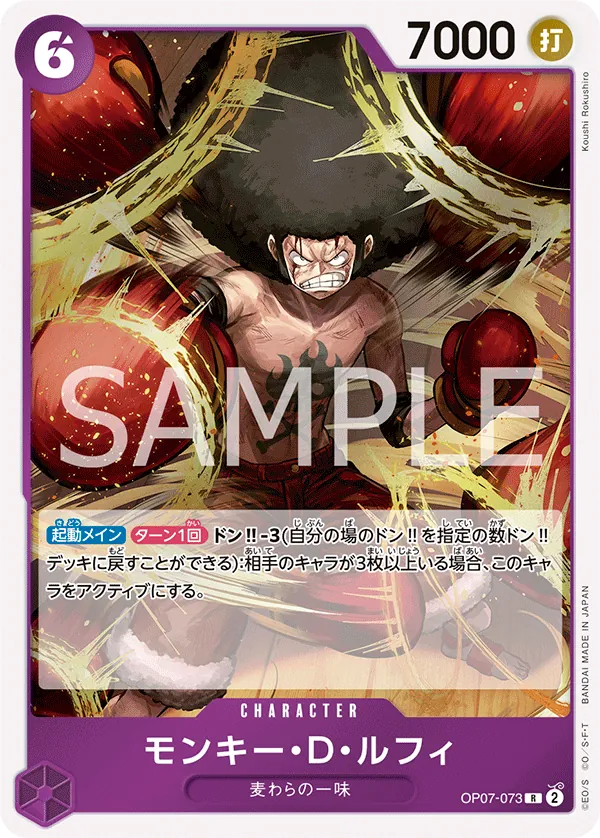 6
7000
打
Koushi Rokushiro
SAMPLE
起動メイン ターン1回 ドン!!-3(自分の場のドン!!を指定の数ドン!!
デッキに戻すことができる):相手のキャラが3枚以上いる場合、このキャ
ラをアクティブにする。
CHARACTER
モンキー・D・ルフィ
麦わらの一味
OP07-073 R 2
©E.O/S ©O/S・F・T BANDAI MADE IN JAPAN